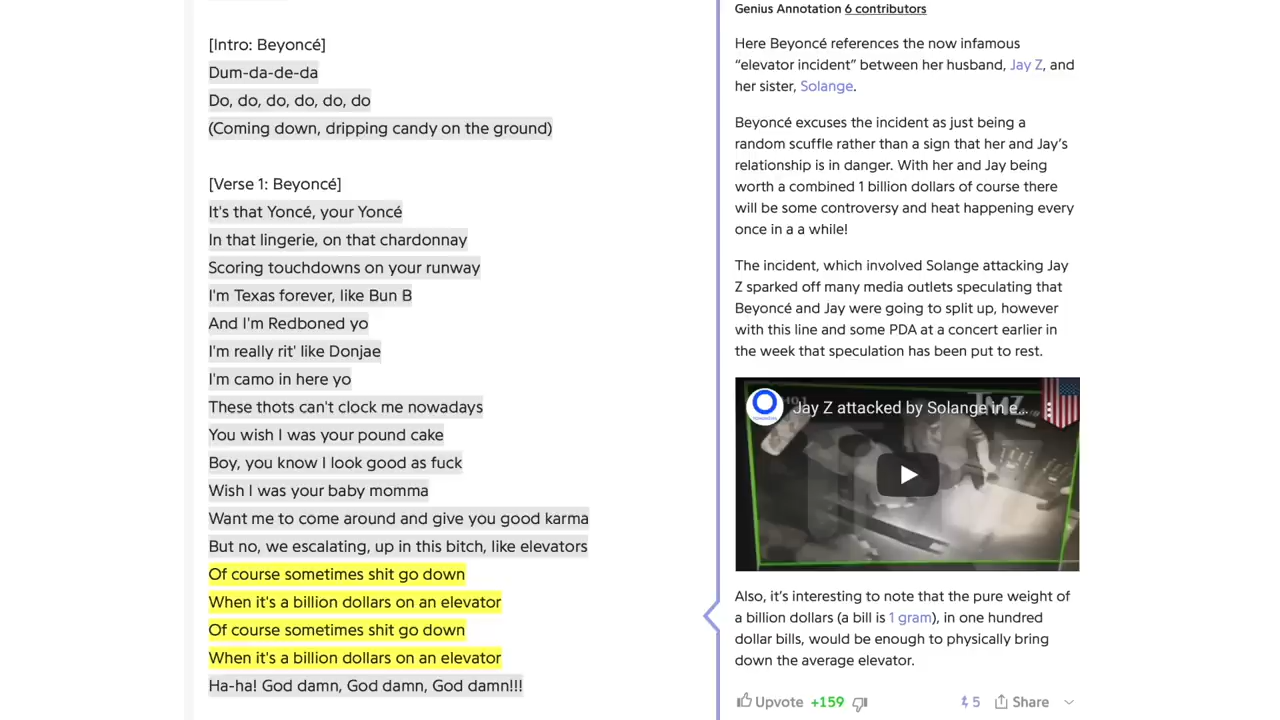 [Intro: Beyoncé]
Dum-da-de-da
Do, do, do, do, do, do
(Coming down, dripping candy on the ground)
[Verse 1: Beyoncé]
It's that Yoncé, your Yoncé
In that lingerie, on that chardonnay
Scoring touchdowns on your runway
I'm Texas forever, like Bun B
And I'm Redboned yo
I'm really rit' like Donjae
I'm camo in here yo
These thots can't clock me nowadays
You wish I was your pound cake
Boy, you know I look good as fuck
Wish I was your baby momma
Want me to come around and give you good karma
But no, we escalating, up in this bitch, like elevators
Of course sometimes shit go down
When it's a billion dollars on an elevator
Of course sometimes shit go down
When it's a billion dollars on an elevator
Ha-ha! God damn, God damn, God damn!!!
Genius Annotation 6 contributors
Here Beyoncé references the now infamous
“elevator incident” between her husband, Jay Z, and
her sister, Solange.
Beyoncé excuses the incident as just being a
random scuffle rather than a sign that her and Jay’s
relationship is in danger. With her and Jay being
worth a combined 1 billion dollars of course there
will be some controversy and heat happening every
once in a a while!
The incident, which involved Solange attacking Jay
Z sparked off many media outlets speculating that
Beyoncé and Jay were going to split up, however
with this line and some PDA at a concert earlier in
the week that speculation has been put to rest.
Jay Z attacked by Solange in e...
TMZ
Also, it’s interesting to note that the pure weight of
a billion dollars (a bill is 1 gram), in one hundred
dollar bills, would be enough to physically bring
down the average elevator.
Upvote +159 5 Share